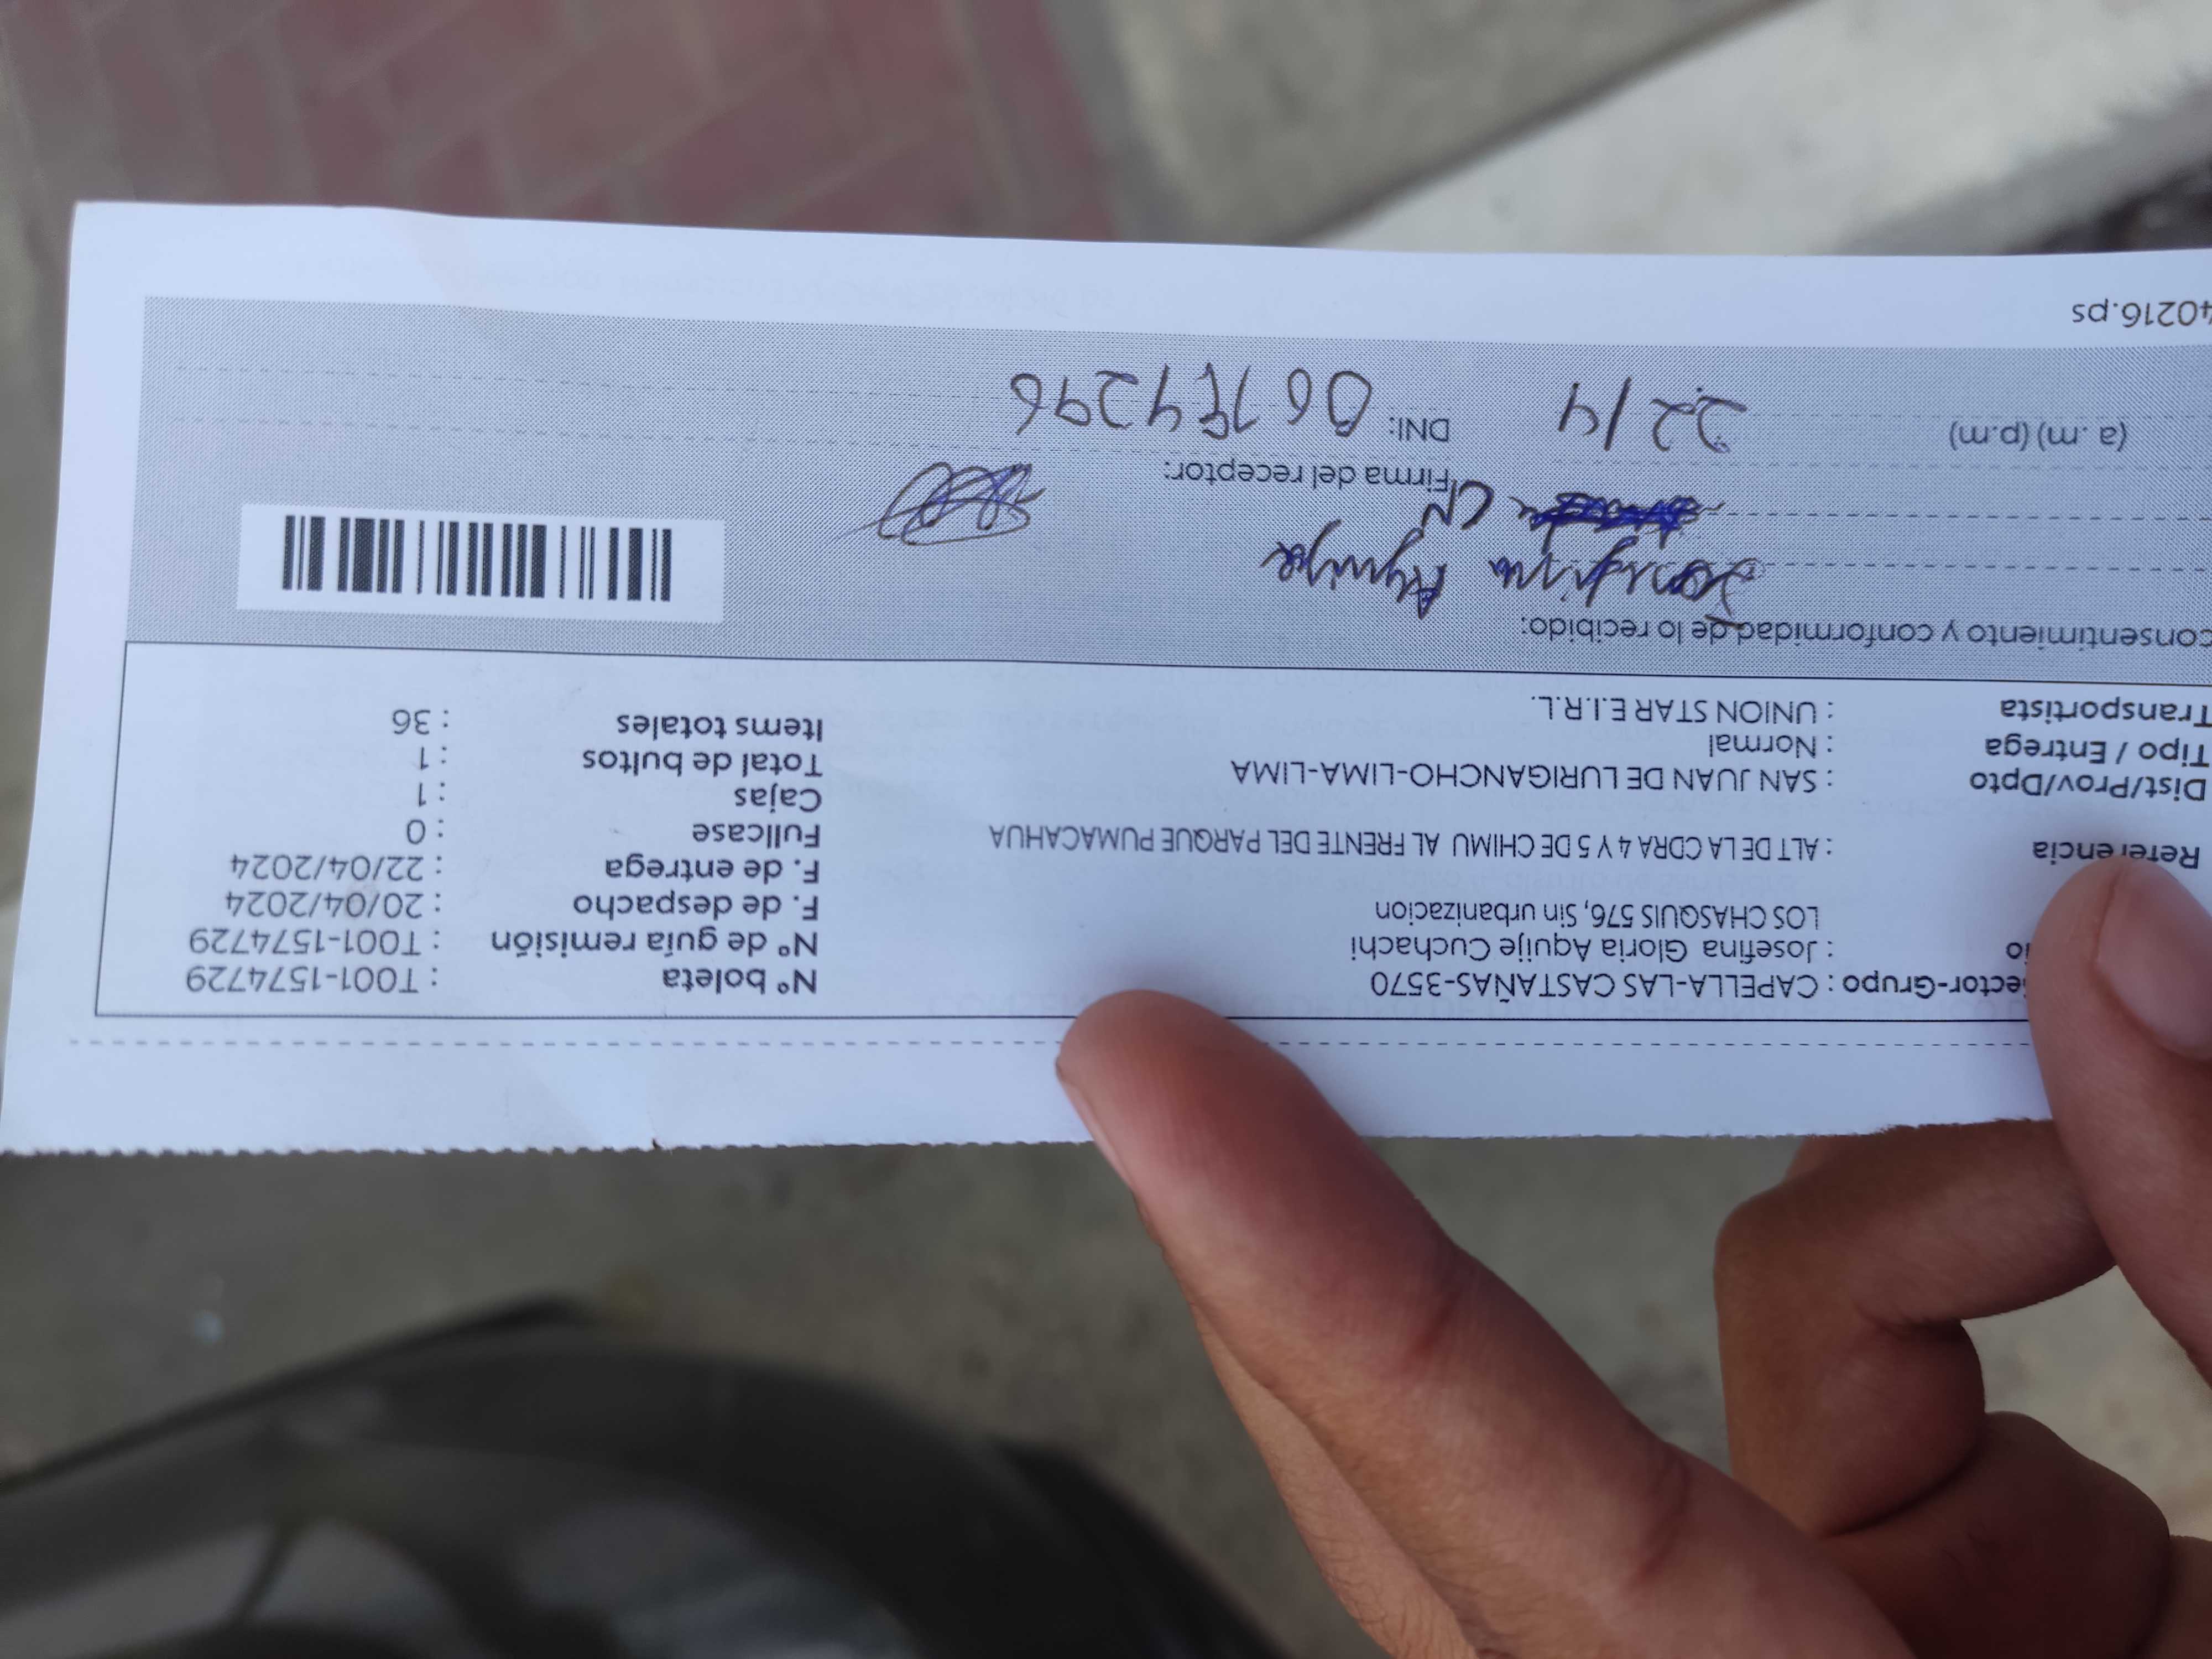 ector-Grupo : CAPELLA-LAS CASTAÑAS-3570
o : Josefina Gloria Aquije Cuchachi
LOS CHASQUIS 576, Sin urbanizacion
Referencia : ALT DE LA CDRA 4 Y 5 DE CHIMU AL FRENTE DEL PARQUE PUMACAHUA
Dist/Prov/Dpto : SAN JUAN DE LURIGANCHO-LIMA-LIMA
Tipo / Entrega : Normal
Transportista : UNION STAR E.I.R.L.
N° boleta : T001-1574729
N° de guía remisión : T001-1574729
F. de despacho : 20/04/2024
F. de entrega : 22/04/2024
Fullcase : 0
Cajas : 1
Total de bultos : 1
Items totales : 36
consentimiento y conformidad de lo recibido:
Josefina Aquije
Firma del receptor:
(a .m) (p.m) 22/4 DNI:
40216.ps